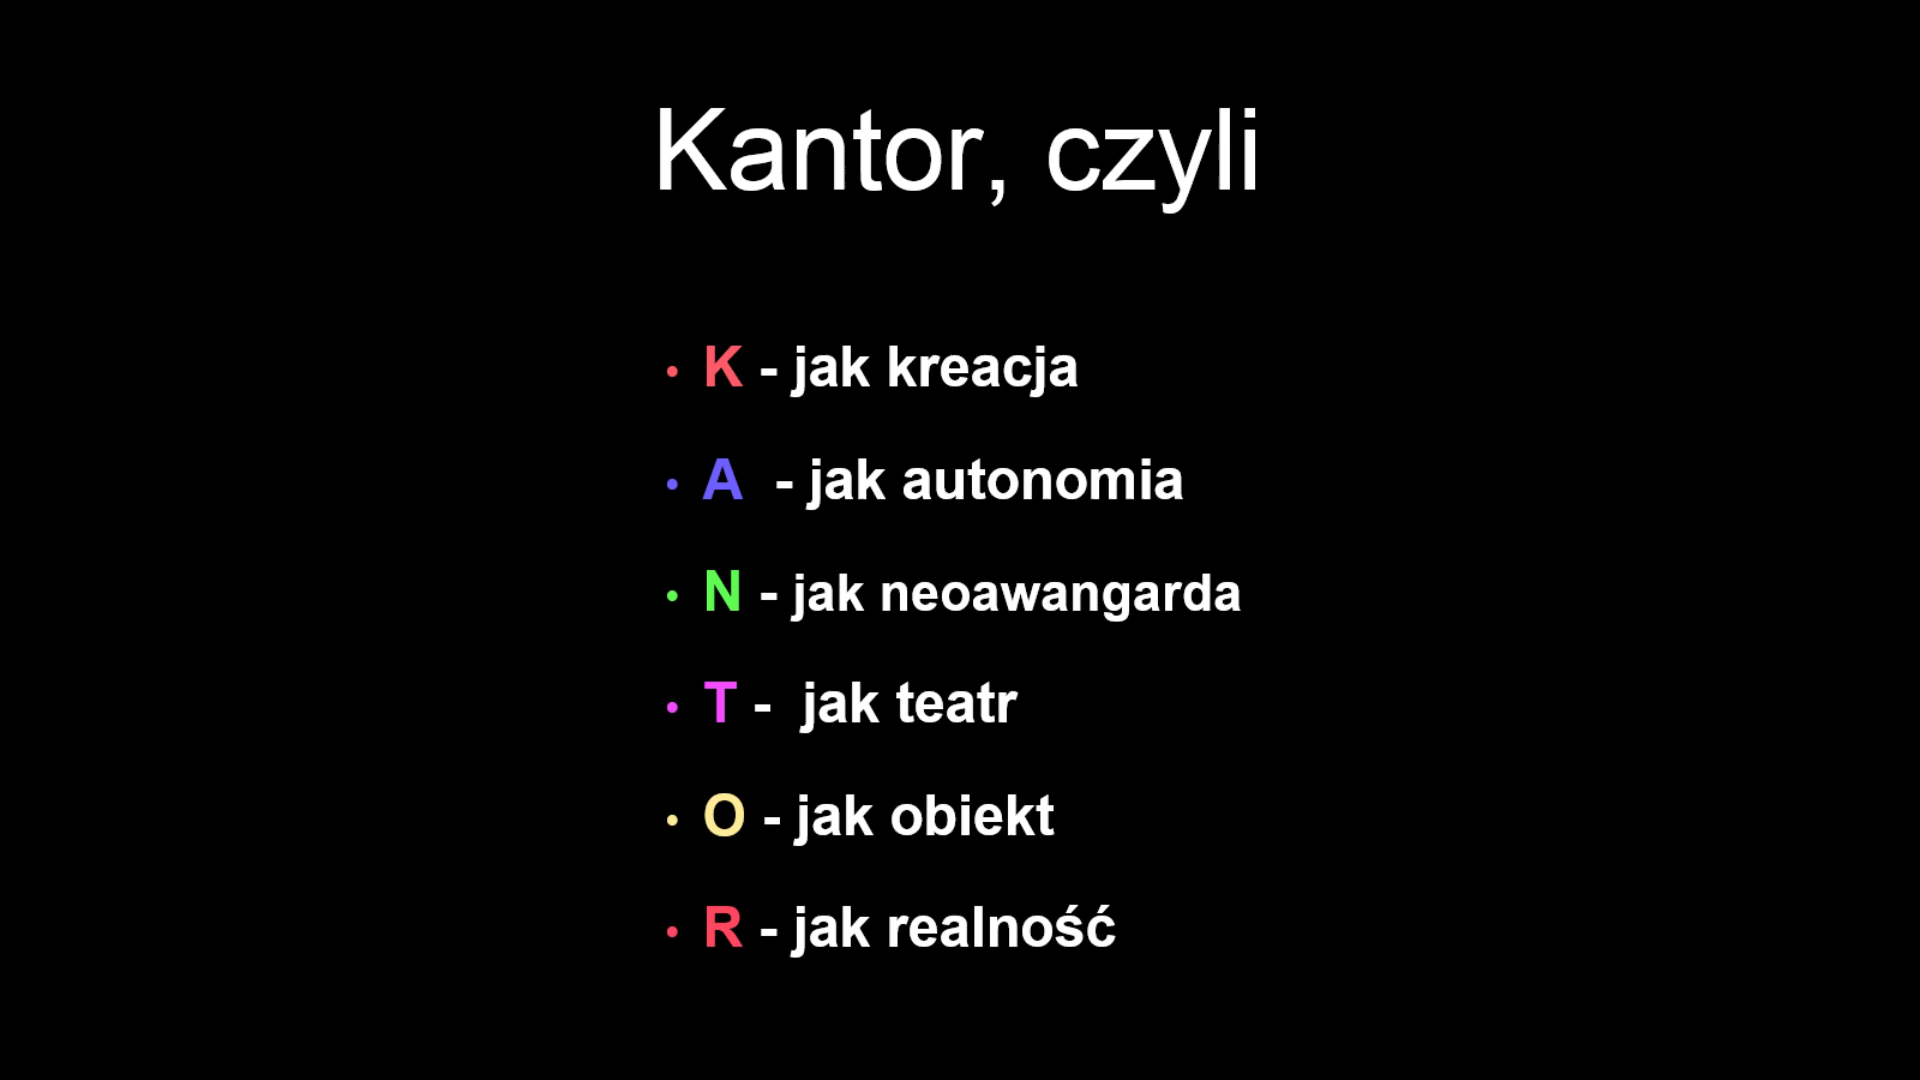 Kantor, czyli
• K - jak kreacja
• A - jak autonomia
• N - jak neoawangarda
• T - jak teatr
• O - jak obiekt
• R - jak realność